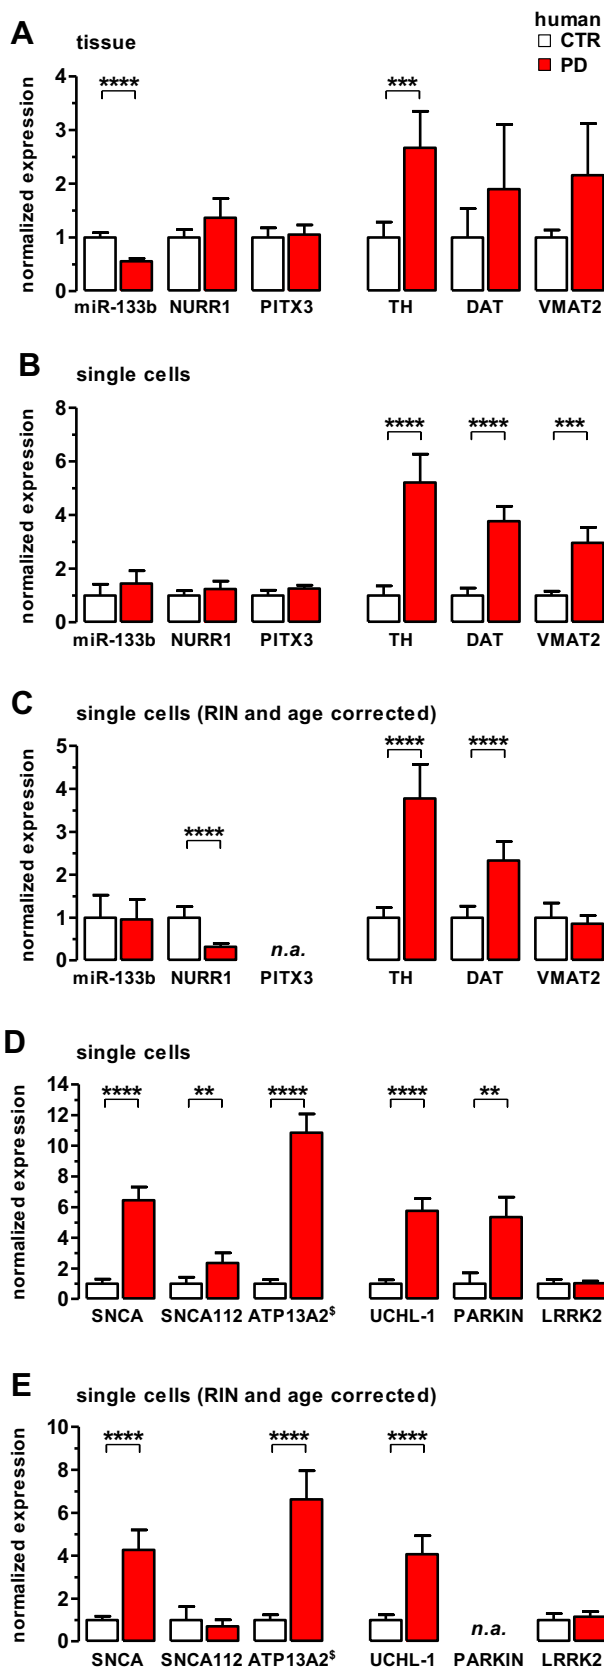 human
CTR
PD
A tissue
normalized expression
4
3
2
1
0
**** ***
miR-133b NURR1 PITX3 TH DAT VMAT2
B single cells
normalized expression
8
6
4
2
0
**** **** ***
miR-133b NURR1 PITX3 TH DAT VMAT2
C single cells (RIN and age corrected)
normalized expression
5
4
3
2
1
0
**** **** ****
n.a.
miR-133b NURR1 PITX3 TH DAT VMAT2
D single cells
normalized expression
14
12
10
8
6
4
2
0
**** ** **** **** **
SNCA SNCA112 ATP13A2$ UCHL-1 PARKIN LRRK2
E single cells (RIN and age corrected)
normalized expression
10
8
6
4
2
0
**** **** ****
n.a.
SNCA SNCA112 ATP13A2$ UCHL-1 PARKIN LRRK2